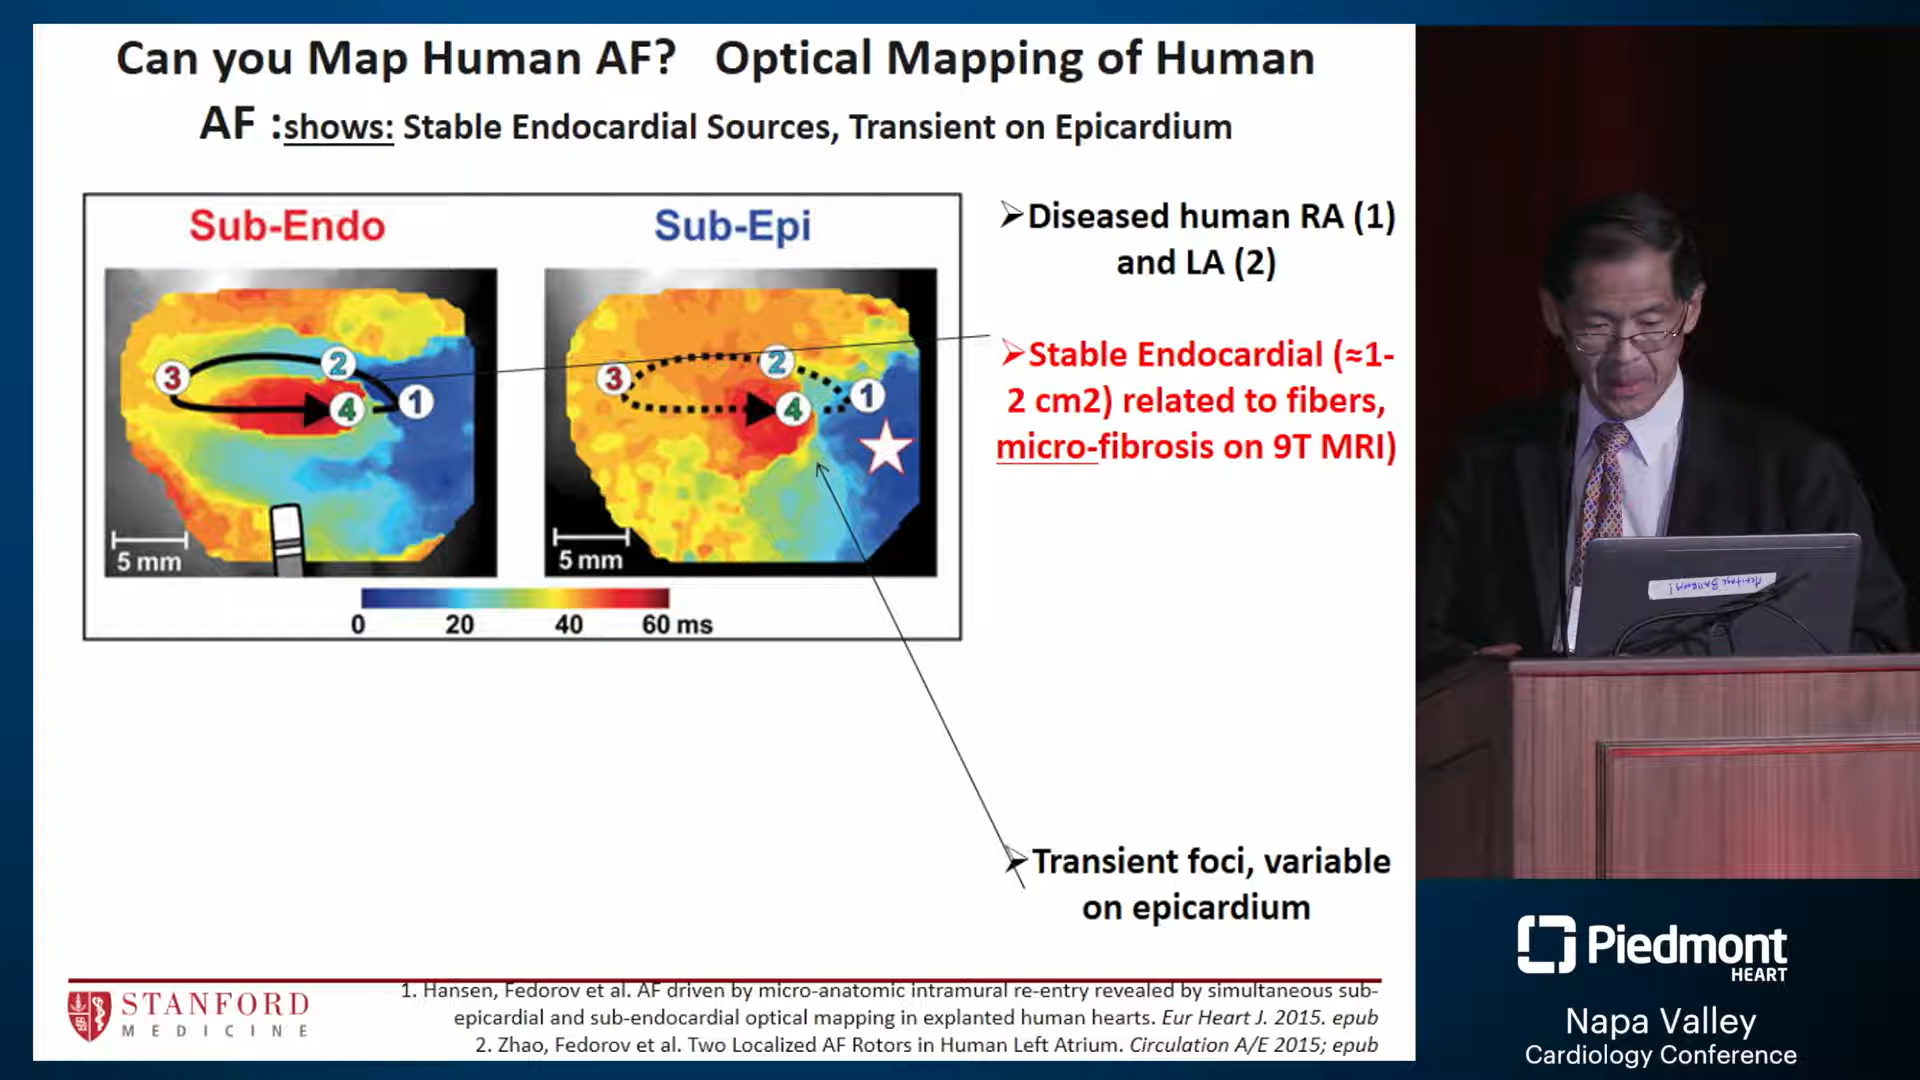 Can you Map Human AF? Optical Mapping of Human
AF :shows: Stable Endocardial Sources, Transient on Epicardium
Sub-Endo
Sub-Epi
3
2
1
4
5 mm
3
2
1
4
5 mm
0 20 40 60 ms
➢Diseased human RA (1)
and LA (2)
➢Stable Endocardial (≈1-
2 cm2) related to fibers,
micro-fibrosis on 9T MRI)
➢Transient foci, variable
on epicardium
STANFORD
MEDICINE
1. Hansen, Fedorov et al. AF driven by micro-anatomic intramural re-entry revealed by simultaneous sub-
epicardial and sub-endocardial optical mapping in explanted human hearts. Eur Heart J. 2015. epub
2. Zhao, Fedorov et al. Two Localized AF Rotors in Human Left Atrium. Circulation A/E 2015; epub
Piedmont
HEART
Napa Valley
Cardiology Conference